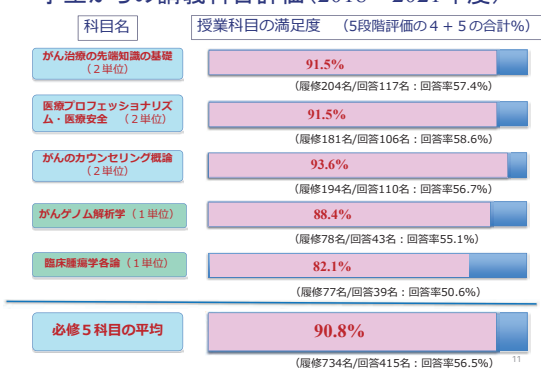 科目名
授業科目の満足度 (5段階評価の4+5の合計%)
がん治療の先端知識の基礎
(2単位)
91.5%
(履修204名/回答117名:回答率57.4%)
医療プロフェッショナリズ
ム・医療安全 (2単位)
91.5%
(履修181名/回答106名:回答率58.6%)
がんのカウンセリング概論
(2単位)
93.6%
(履修194名/回答110名:回答率56.7%)
がんゲノム解析学(1単位)
88.4%
(履修78名/回答43名:回答率55.1%)
臨床腫瘍学各論(1単位)
82.1%
(履修77名/回答39名:回答率50.6%)
必修5科目の平均
90.8%
(履修734名/回答415名:回答率56.5%)
11